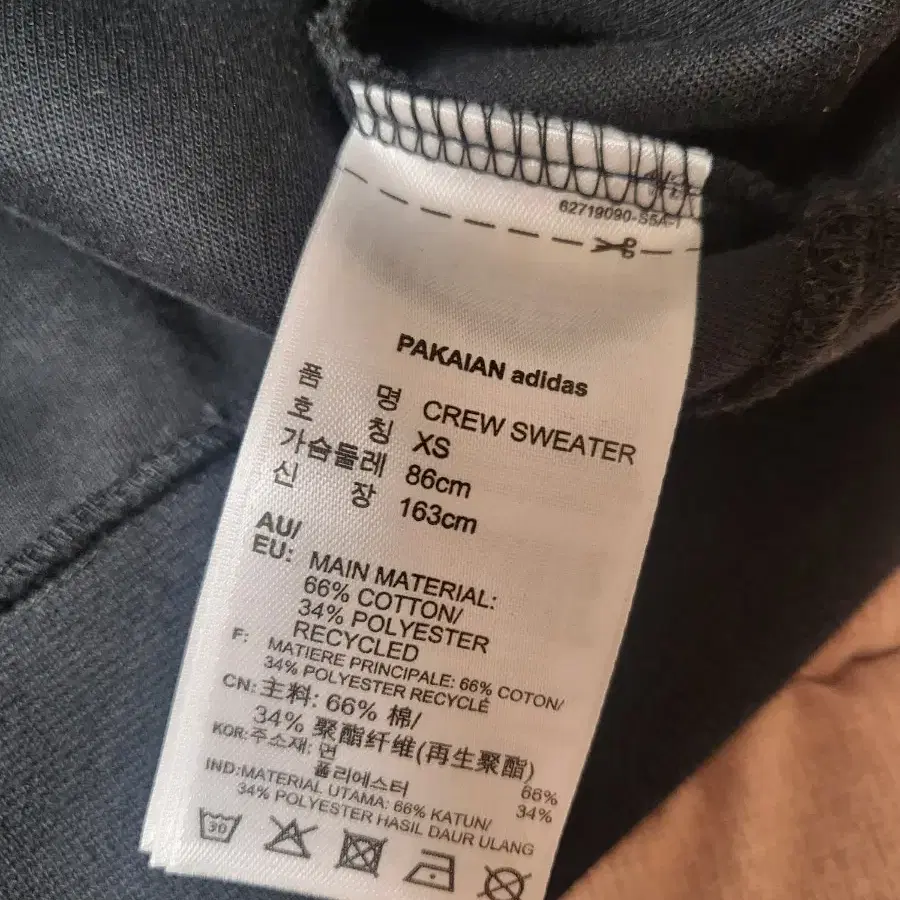 62719090-S5A-1
PAKAIAN adidas
품 명 CREW SWEATER
호 칭 XS
가슴둘레 86cm
신 장 163cm
AU/
EU: MAIN MATERIAL:
66% COTTON/
34% POLYESTER
RECYCLED
F: MATIERE PRINCIPALE: 66% COTON/
34% POLYESTER RECYCLÉ
CN: 主料: 66% 棉/
34% 聚酯纤维(再生聚酯)
KOR: 주소재: 면 66%
폴리에스터 34%
IND: MATERIAL UTAMA: 66% KATUN/
34% POLYESTER HASIL DAUR ULANG
30